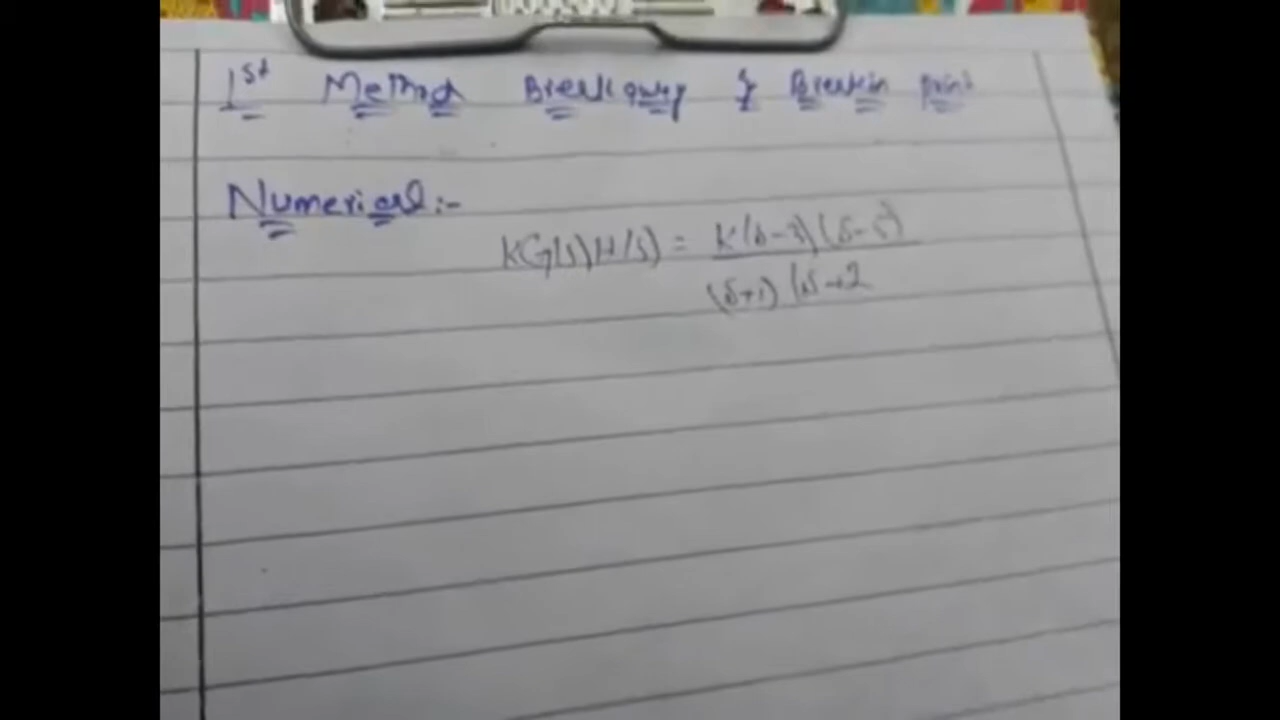 1st Method Breakaway & Breakin Point
Numerical:-
KG(s)H(s) = K(s-3)(s-5)
(s+1)(s+2